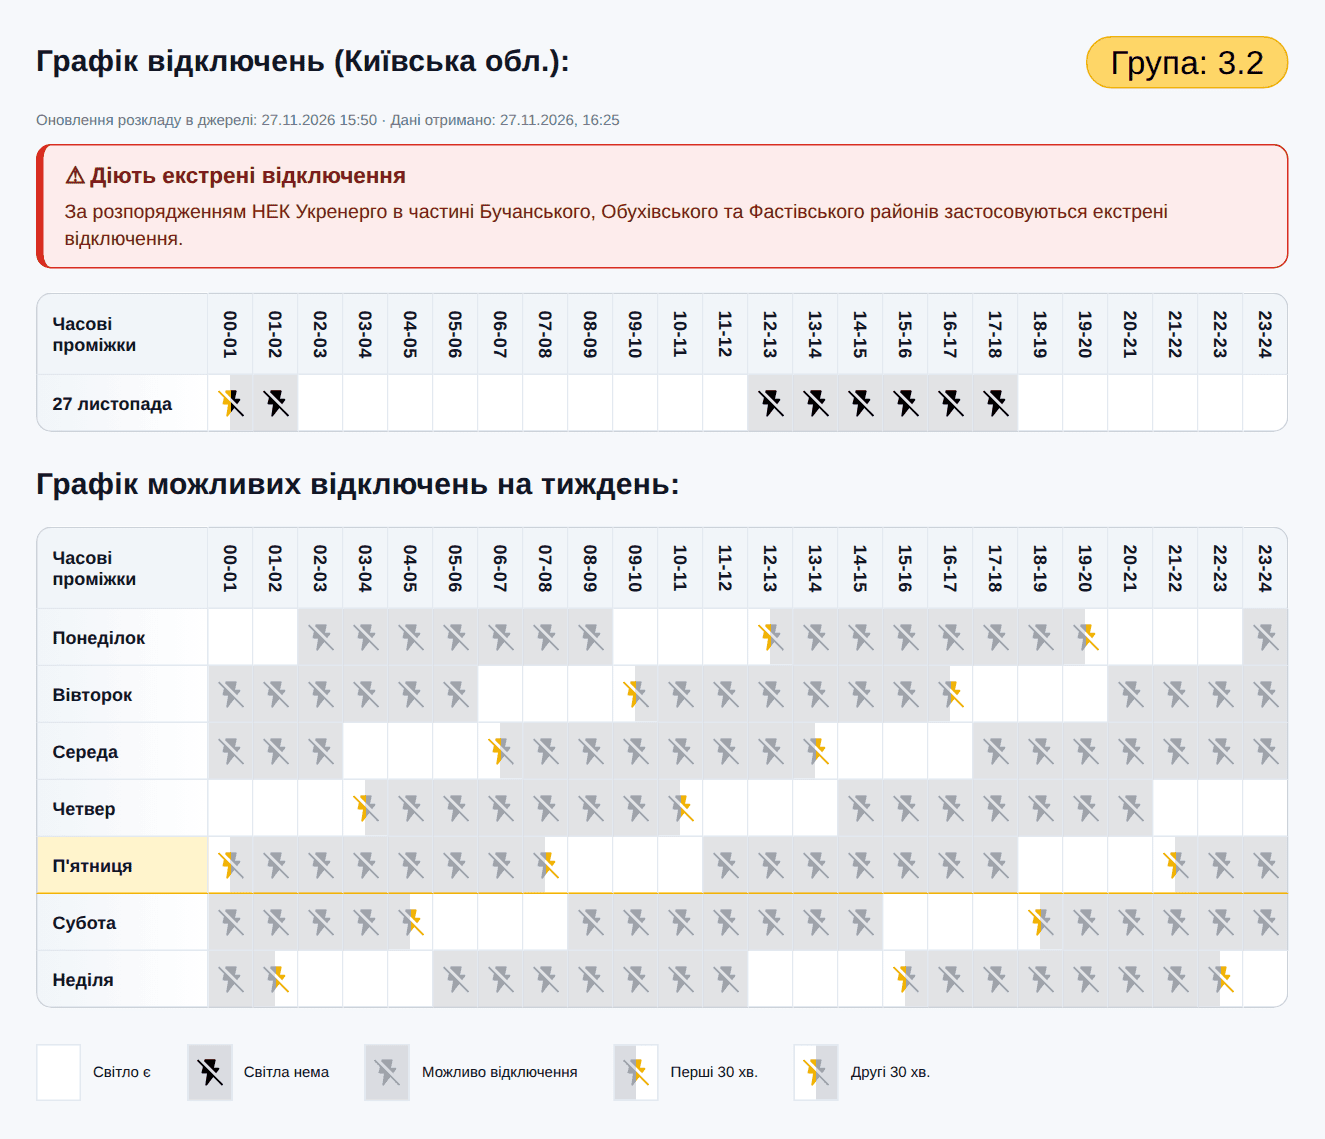 Графік відключень (Київська обл.):
Група: 3.2
Оновлення розкладу в джерелі: 27.11.2026 15:50 · Дані отримано: 27.11.2026, 16:25
⚠ Діють екстрені відключення
За розпорядженням НЕК Укренерго в частині Бучанського, Обухівського та Фастівського районів застосовуються екстрені
відключення.
Часові
проміжки
00-01 01-02 02-03 03-04 04-05 05-06 06-07 07-08 08-09 09-10 10-11 11-12 12-13 13-14 14-15 15-16 16-17 17-18 18-19 19-20 20-21 21-22 22-23 23-24
27 листопада
Графік можливих відключень на тиждень:
Часові
проміжки
00-01 01-02 02-03 03-04 04-05 05-06 06-07 07-08 08-09 09-10 10-11 11-12 12-13 13-14 14-15 15-16 16-17 17-18 18-19 19-20 20-21 21-22 22-23 23-24
Понеділок
Вівторок
Середа
Четвер
П'ятниця
Субота
Неділя
Світло є Світла нема Можливо відключення Перші 30 хв. Другі 30 хв.